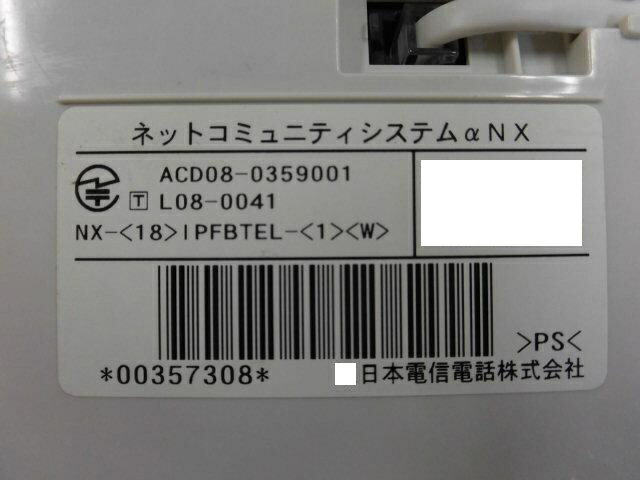 ネットコミュニティシステムαNX
ACD08-0359001
T L08-0041
NX-<18>IPFBTEL-<1><W>
>PS<
*00357308*
日本電信電話株式会社